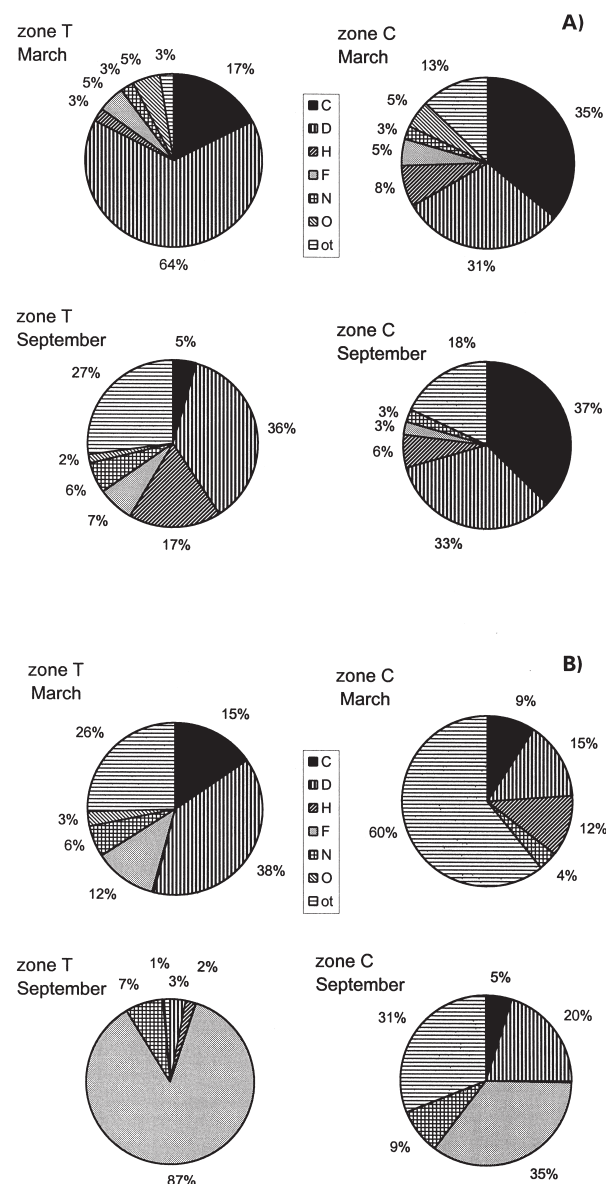 A)
zone T
March
3%
5%
3%
5%
3%
17%
64%
C
D
H
F
N
O
ot
zone C
March
13%
5%
3%
5%
8%
35%
31%
zone T
September
5%
27%
36%
2%
6%
7%
17%
zone C
September
18%
37%
3%
3%
6%
33%
B)
zone T
March
15%
26%
3%
6%
12%
38%
C
D
H
F
N
O
ot
zone C
March
9%
15%
12%
4%
60%
zone T
September
7%
1%
3%
2%
87%
zone C
September
5%
20%
31%
9%
35%